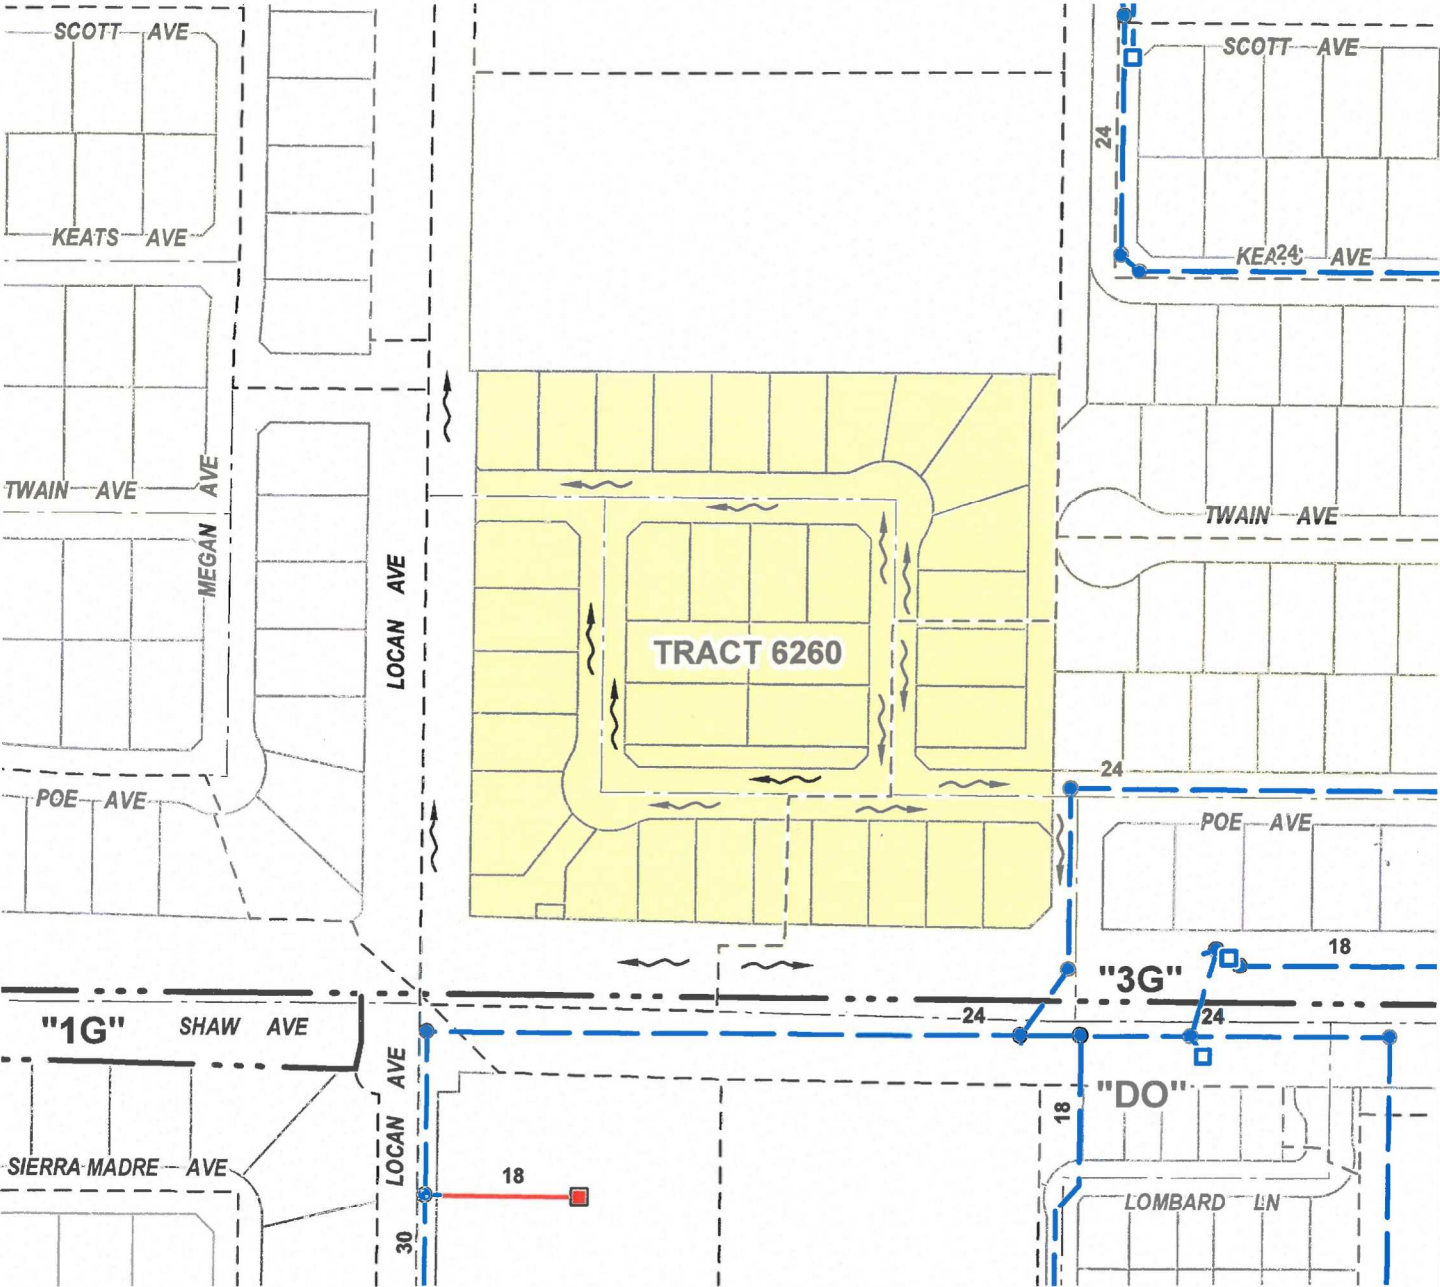 SCOTT AVE
SCOTT AVE
24
KEATS AVE
24
AVE
TWAIN AVE
MEGAN AVE
TWAIN AVE
LOCAN AVE
TRACT 6260
24
POE AVE
POE AVE
18
"3G"
"1G"
SHAW AVE
24
24
LOCAN AVE
"DO"
18
SIERRA MADRE AVE
18
LOMBARD LN
30